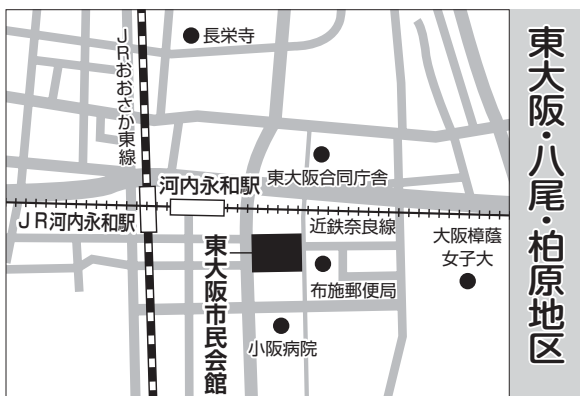 東大阪・八尾・柏原地区
長栄寺
JRおおさか東線
東大阪合同庁舎
河内永和駅
JR河内永和駅
近鉄奈良線
大阪樟蔭
女子大
東大阪市民会館
布施郵便局
小阪病院